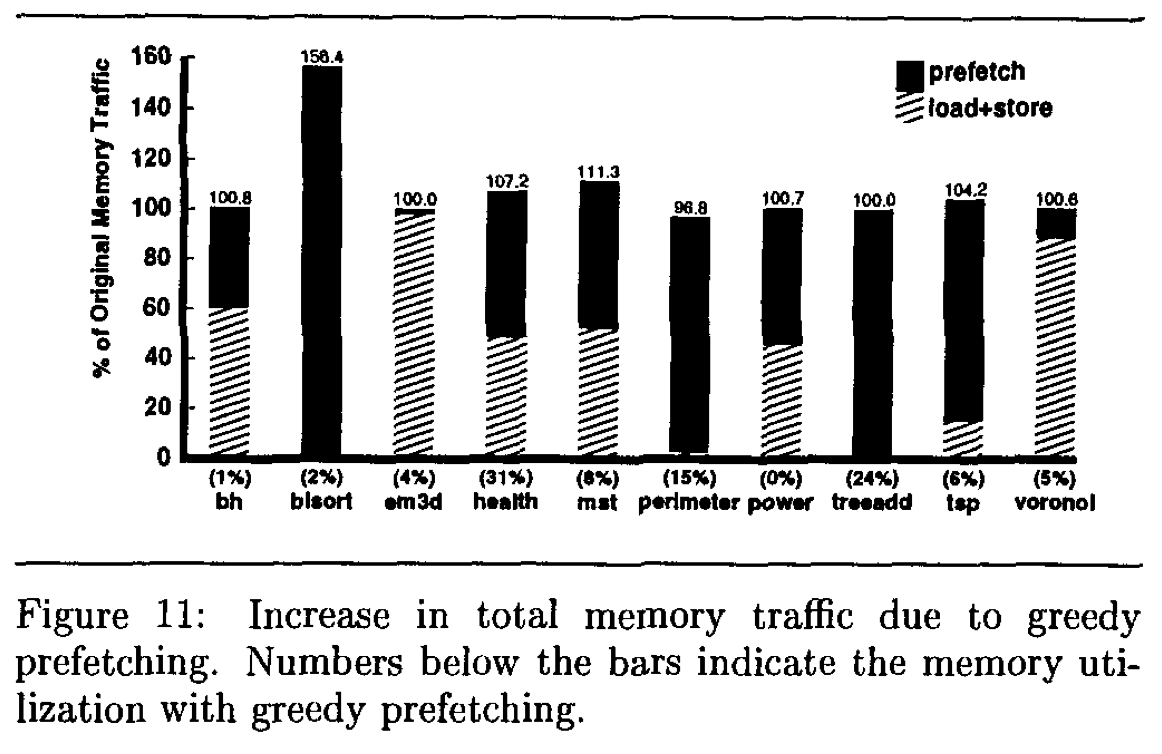 % of Original Memory Traffic
160
140
120
100
80
60
40
20
0
prefetch
load+store
100.8
156.4
100.0
107.2
111.3
96.8
100.7
100.0
104.2
100.6
(1%) (2%) (4%) (31%) (8%) (15%) (0%) (24%) (6%) (5%)
bh bisort em3d health mst perimeter power treeadd tsp voronoi
Figure 11: Increase in total memory traffic due to greedy
prefetching. Numbers below the bars indicate the memory uti-
lization with greedy prefetching.